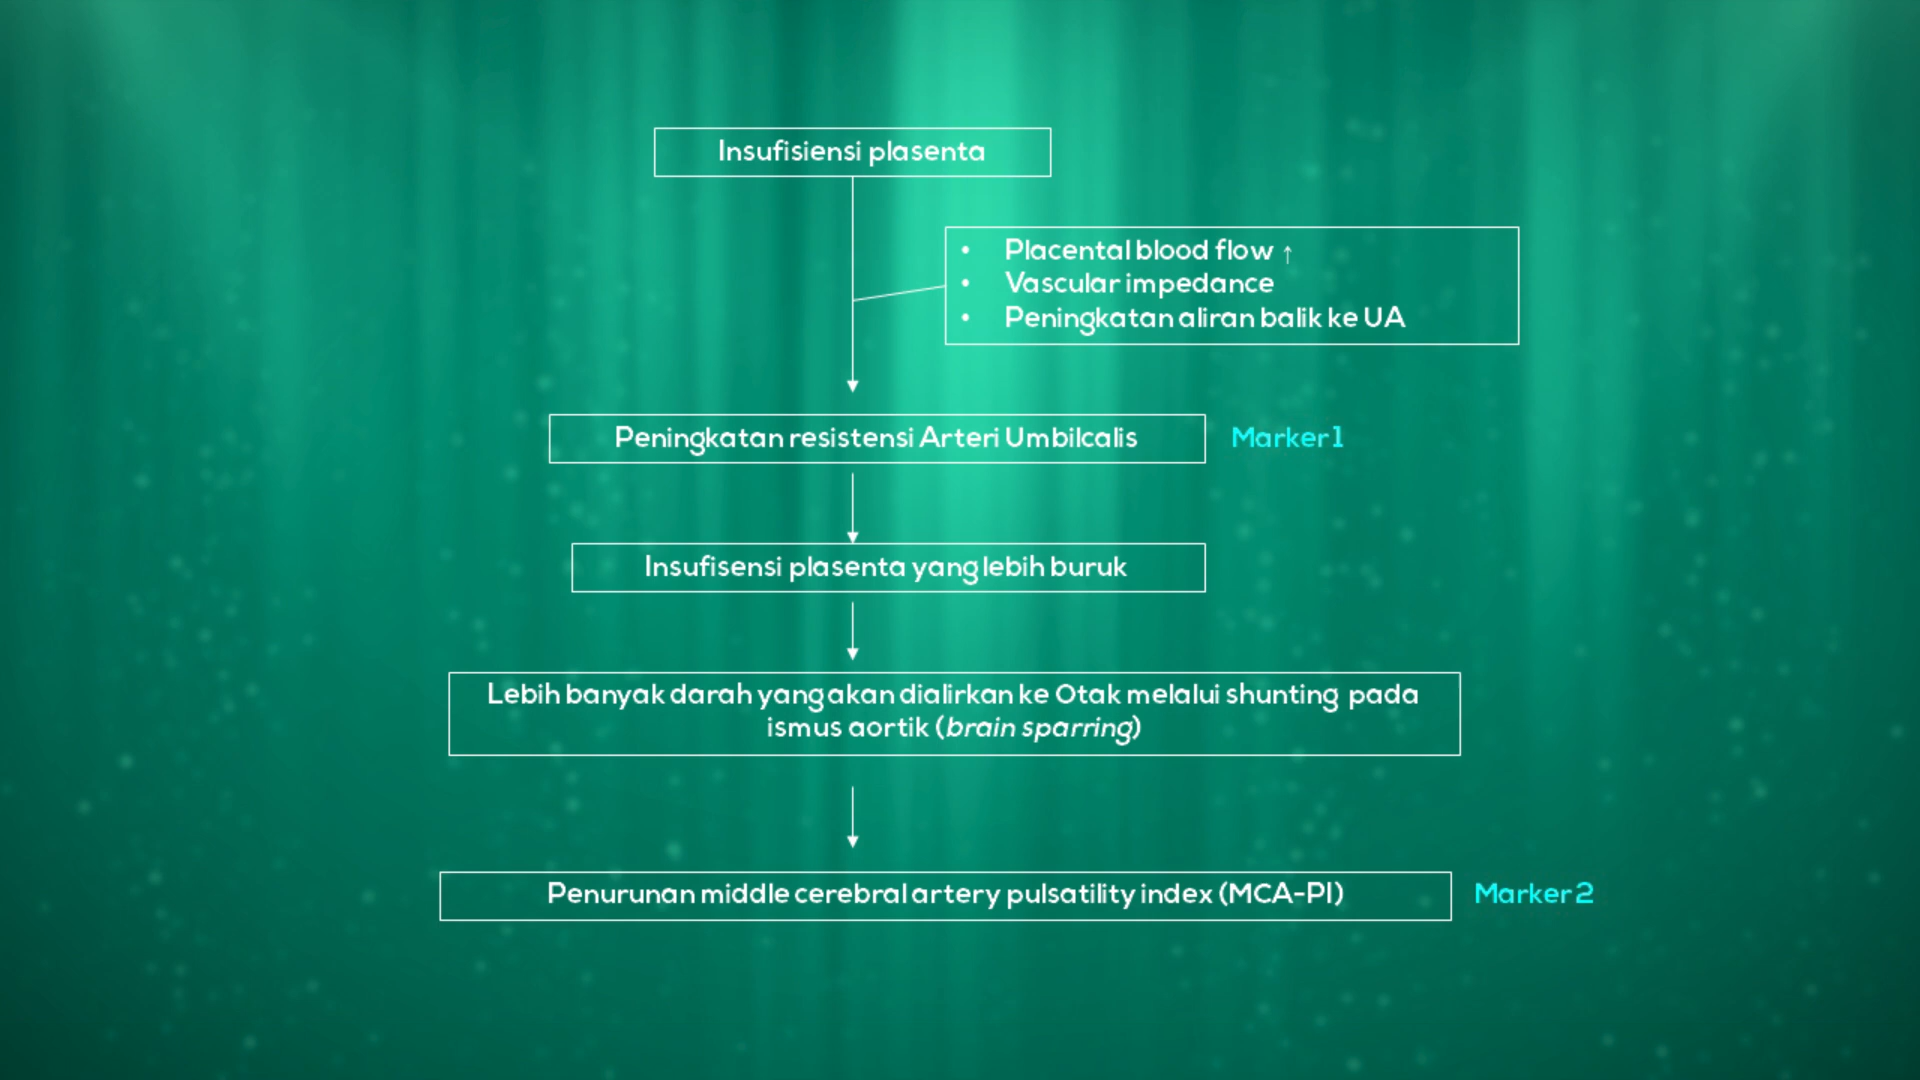 Insufisiensi plasenta
• Placental blood flow ↑
• Vascular impedance
• Peningkatan aliran balik ke UA
Peningkatan resistensi Arteri Umbilcalis
Marker 1
Insufisensi plasenta yang lebih buruk
Lebih banyak darah yang akan dialirkan ke Otak melalui shunting pada
ismus aortik (brain sparring)
Penurunan middle cerebral artery pulsatility index (MCA-PI)
Marker 2